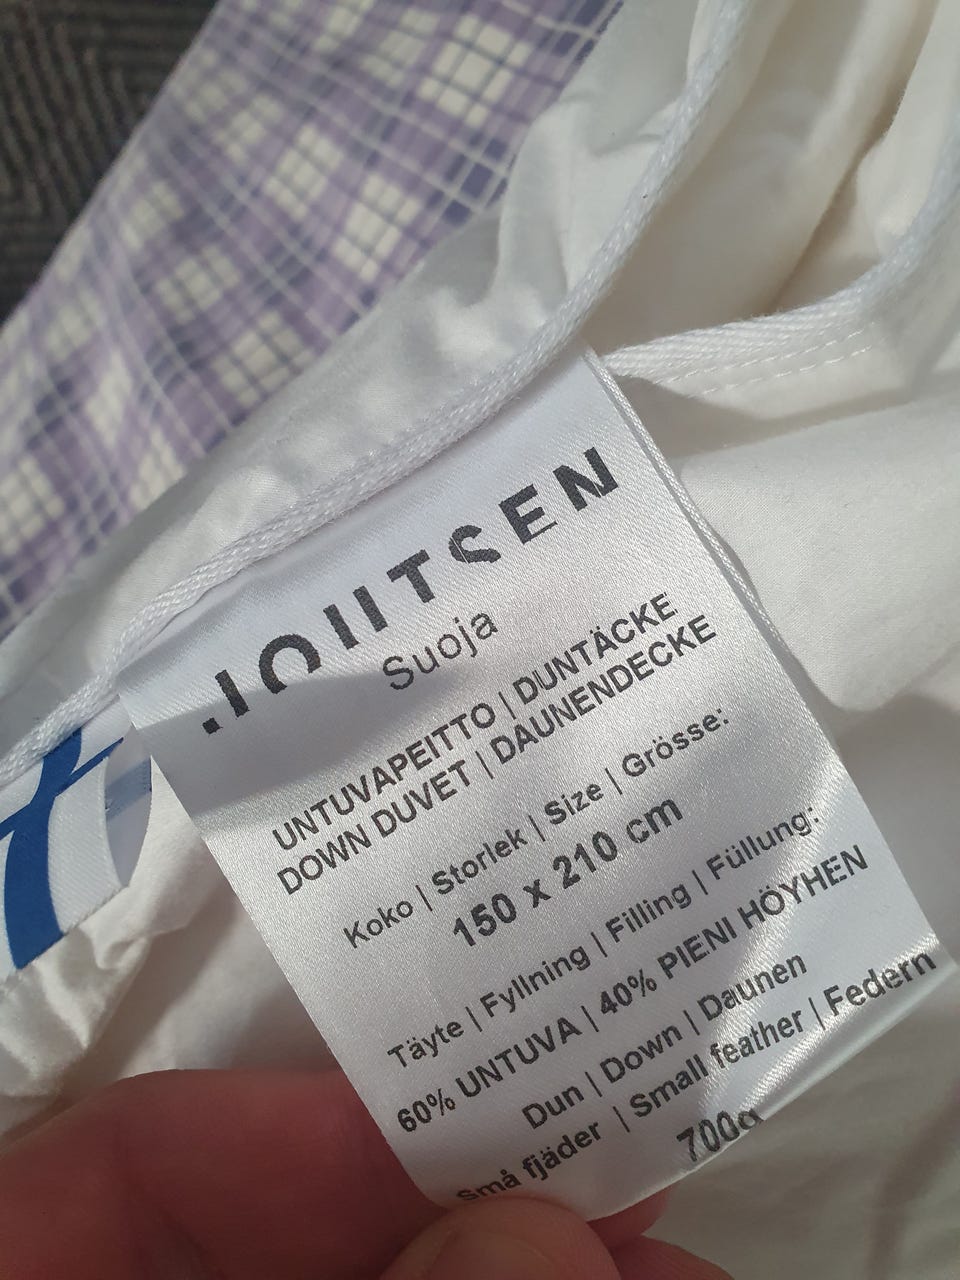 JOUTSEN
Suoja
UNTUVAPEITTO | DUNTÄCKE
DOWN DUVET | DAUNENDECKE
Koko | Storlek | Size | Grösse:
150 x 210 cm
Täyte | Fyllning | Filling | Füllung:
60% UNTUVA | 40% PIENI HÖYHEN
Dun | Down | Daunen
Små fjäder | Small feather | Federn
700g